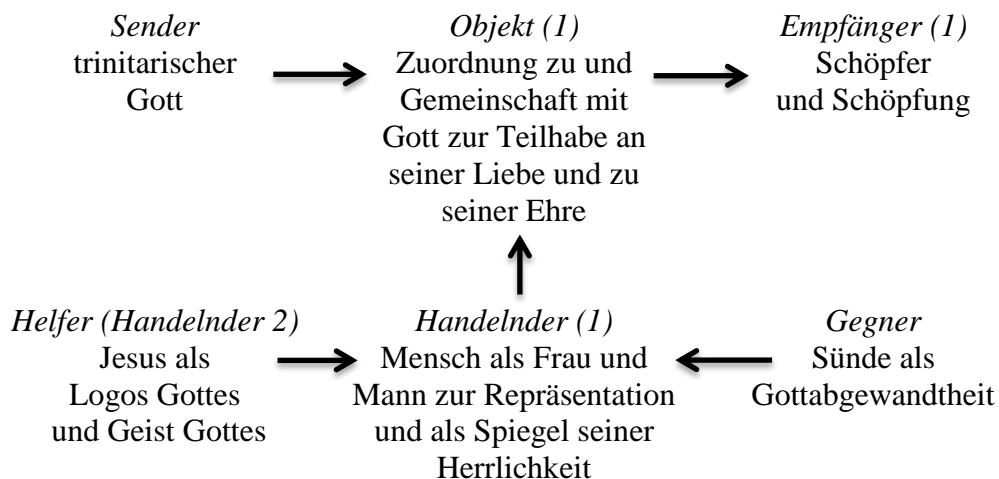 Sender
trinitarischer
Gott
Objekt (1)
Zuordnung zu und
Gemeinschaft mit
Gott zur Teilhabe an
seiner Liebe und zu
seiner Ehre
Empfänger (1)
Schöpfer
und Schöpfung
Helfer (Handelnder 2)
Jesus als
Logos Gottes
und Geist Gottes
Handelnder (1)
Mensch als Frau und
Mann zur Repräsentation
und als Spiegel seiner
Herrlichkeit
Gegner
Sünde als
Gottabgewandtheit